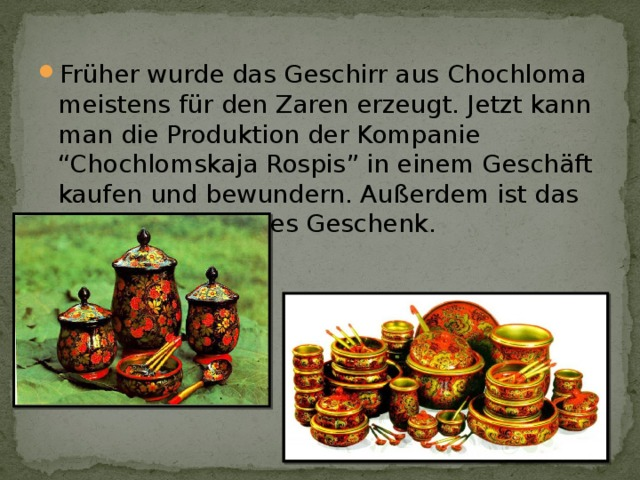 Früher wurde das Geschirr aus Chochloma
meistens für den Zaren erzeugt. Jetzt kann
man die Produktion der Kompanie
“Chochlomskaja Rospis” in einem Geschäft
kaufen und bewundern. Außerdem ist das
Geschenk.